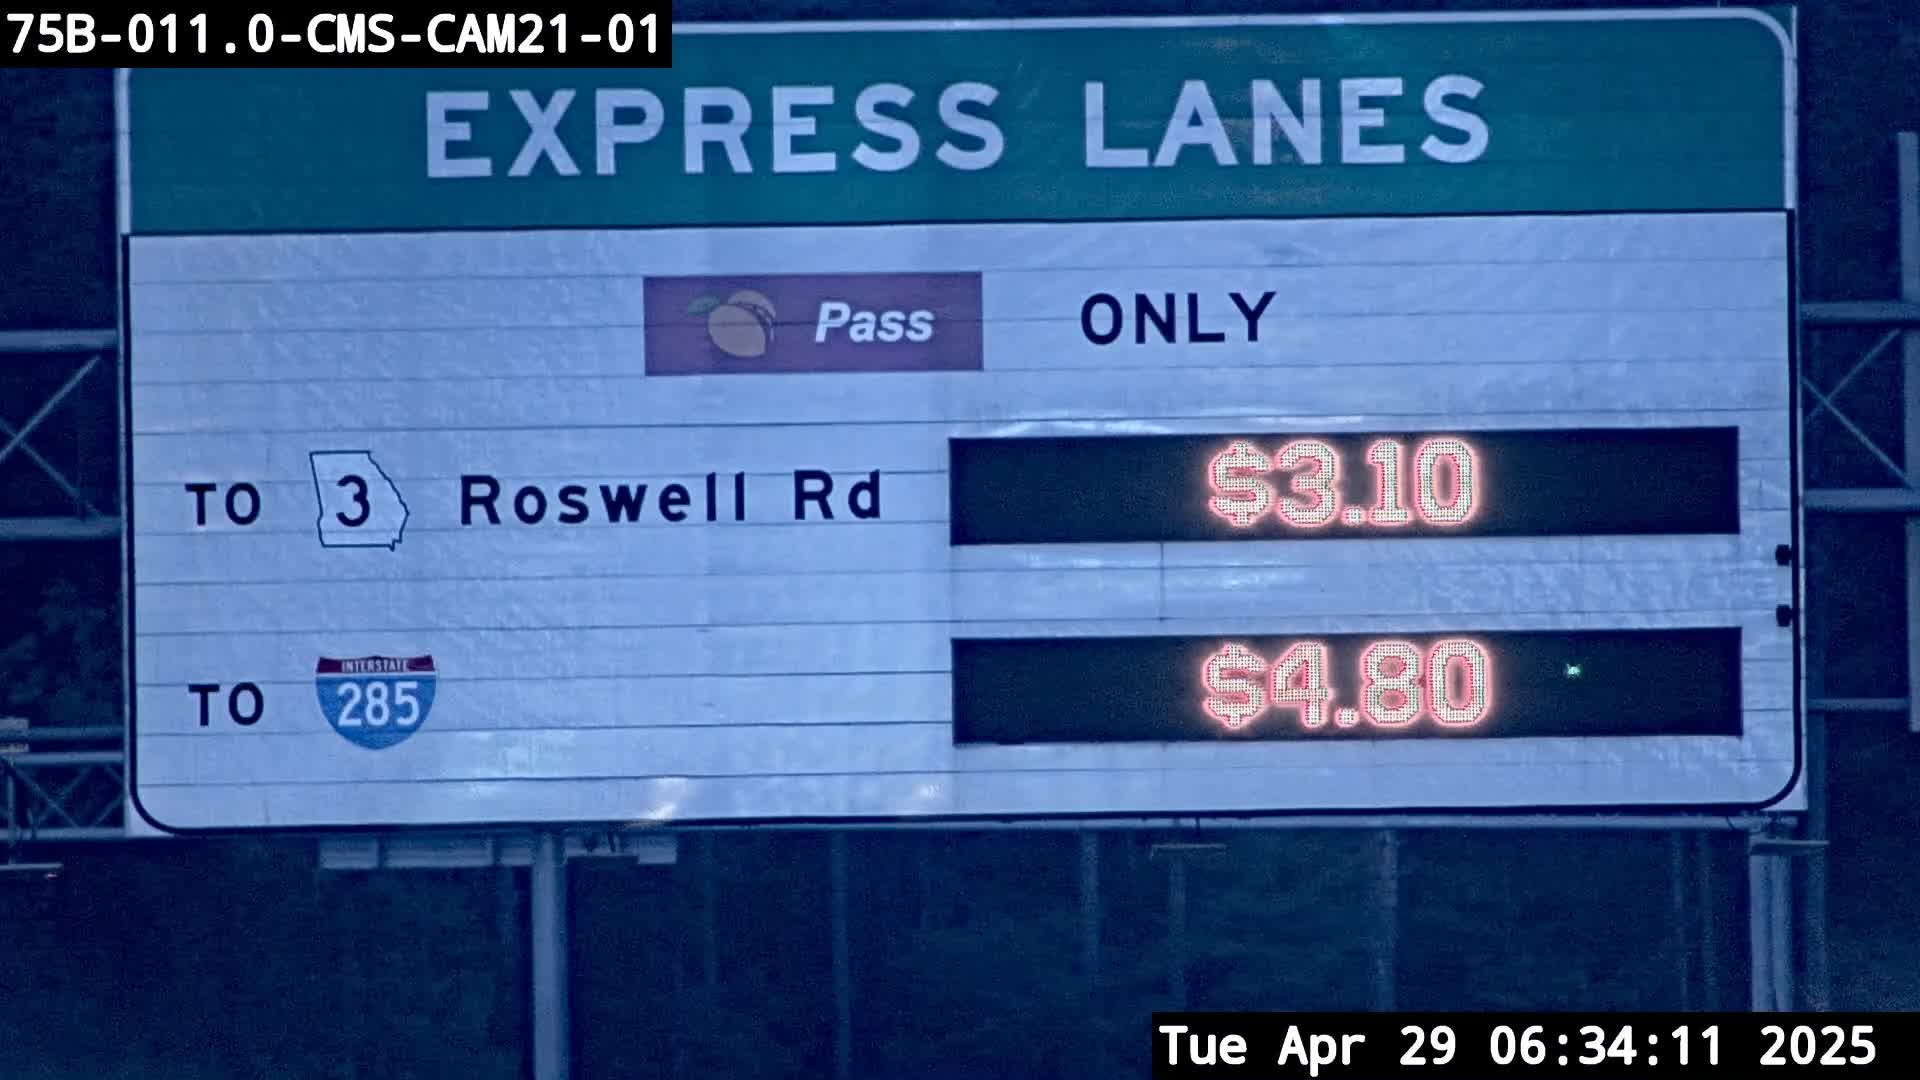 75B-011.0-CMS-CAM21-01
EXPRESS LANES
Pass ONLY
TO 3 Roswell Rd $3.10
INTERSTATE
TO 285 $4.80
Tue Apr 29 06:34:11 2025